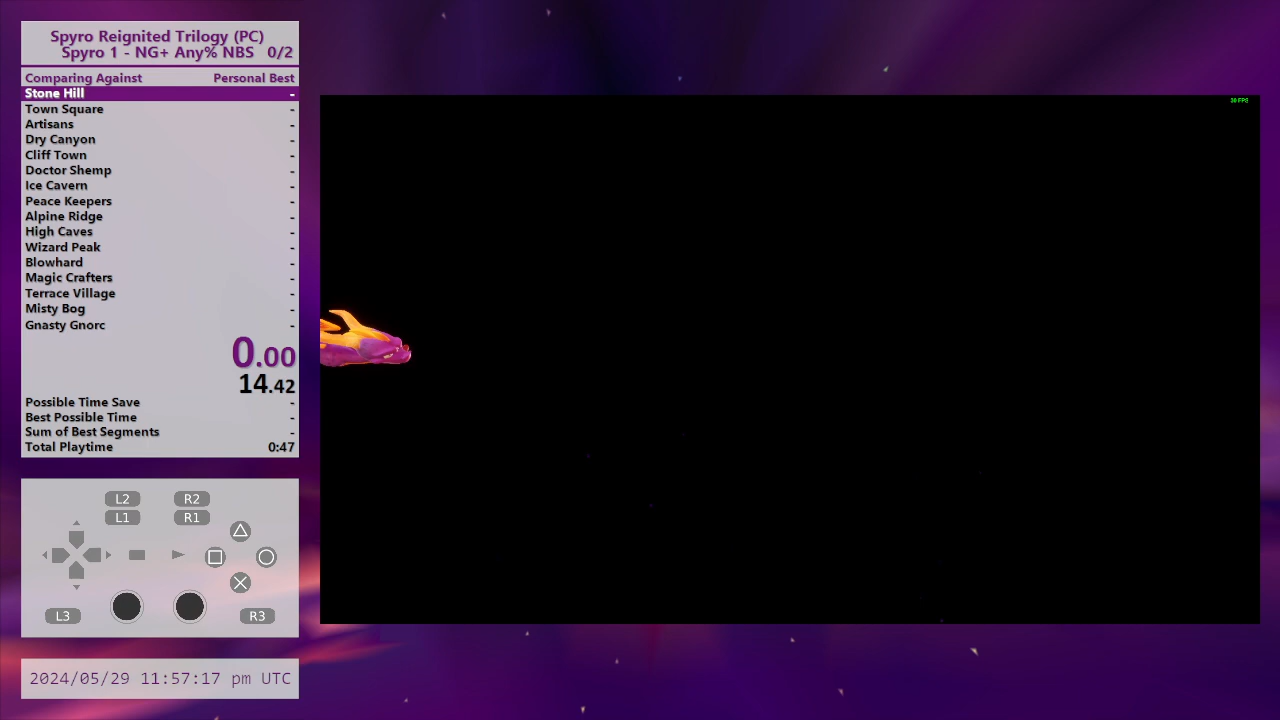 Spyro Reignited Trilogy (PC)
Spyro 1 - NG+ Any% NBS 0/2
Comparing Against Personal Best
Stone Hill -
Town Square -
Artisans -
Dry Canyon -
Cliff Town -
Doctor Shemp -
Ice Cavern -
Peace Keepers -
Alpine Ridge -
High Caves -
Wizard Peak -
Blowhard -
Magic Crafters -
Terrace Village -
Misty Bog -
Gnasty Gnorc -
0.00
14.42
Possible Time Save -
Best Possible Time -
Sum of Best Segments -
Total Playtime 0:47
L2 R2
L1 R1
L3 R3
2024/05/29 11:57:17 pm UTC
30 FPS